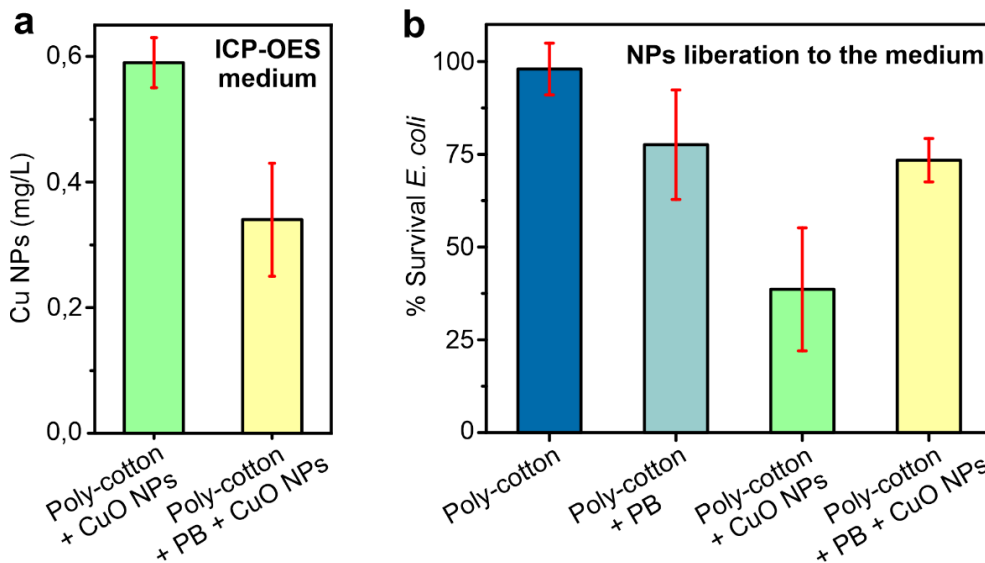 a
ICP-OES
medium
Cu NPs (mg/L)
0,6
0,4
0,2
0,0
Poly-cotton
+ CuO NPs
Poly-cotton
+ PB + CuO NPs
b
NPs liberation to the medium
% Survival E. coli
100
75
50
25
0
Poly-cotton
Poly-cotton
+ PB
Poly-cotton
+ CuO NPs
Poly-cotton
+ PB + CuO NPs